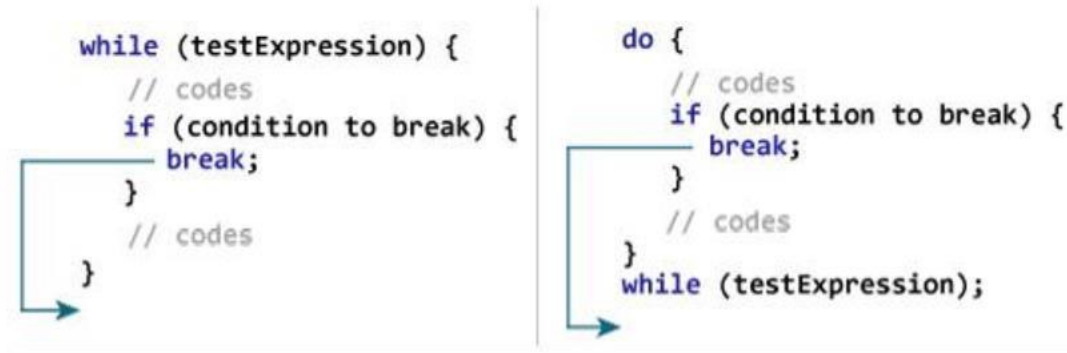 while (testExpression) {
// codes
if (condition to break) {
break;
}
// codes
}
do {
// codes
if (condition to break) {
break;
}
// codes
}
while (testExpression);